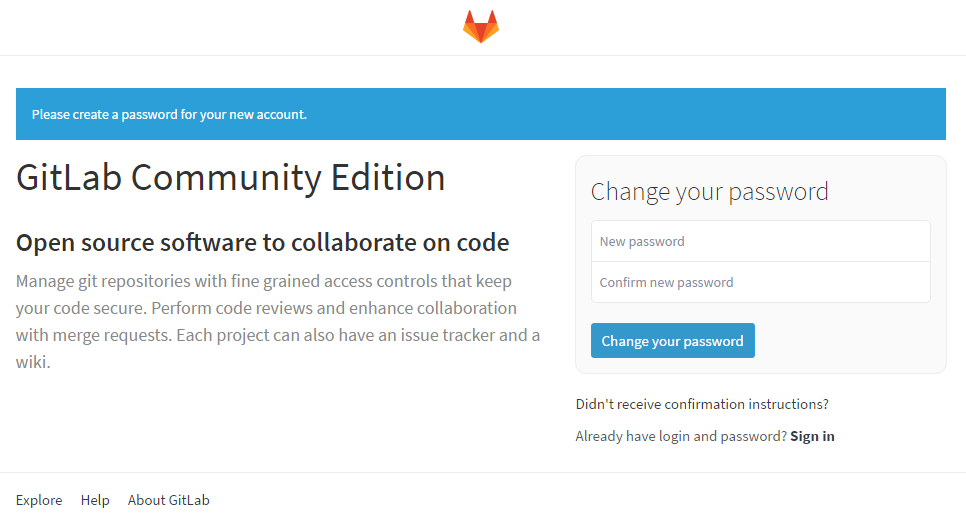 Please create a password for your new account.
GitLab Community Edition
Open source software to collaborate on code
Manage git repositories with fine grained access controls that keep
your code secure. Perform code reviews and enhance collaboration
with merge requests. Each project can also have an issue tracker and a
wiki.
Change your password
New password
Confirm new password
Change your password
Didn't receive confirmation instructions?
Already have login and password? Sign in
Explore Help About GitLab